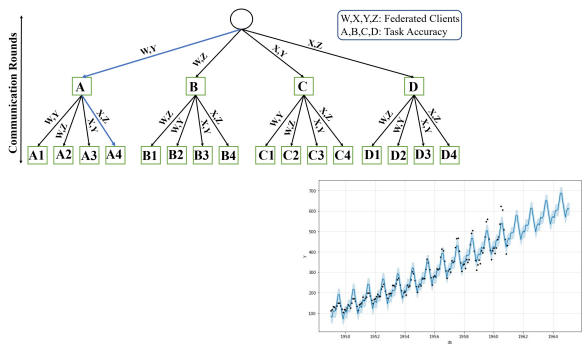 W,X,Y,Z: Federated Clients
A,B,C,D: Task Accuracy
Communication Rounds
W,Y
W,Z
X,Y
X,Z
A
B
C
D
W,Y
W,Z
X,Y
X,Z
W,Z
W,Y
X,Y
X,Z
W,Y
W,Z
X,Y
X,Z
W,Z
W,Y
X,Y
X,Z
A1 A2 A3 A4 B1 B2 B3 B4 C1 C2 C3 C4 D1 D2 D3 D4
700
600
500
400
300
200
100
y
1950 1952 1954 1956 1958 1960 1962 1964
ds